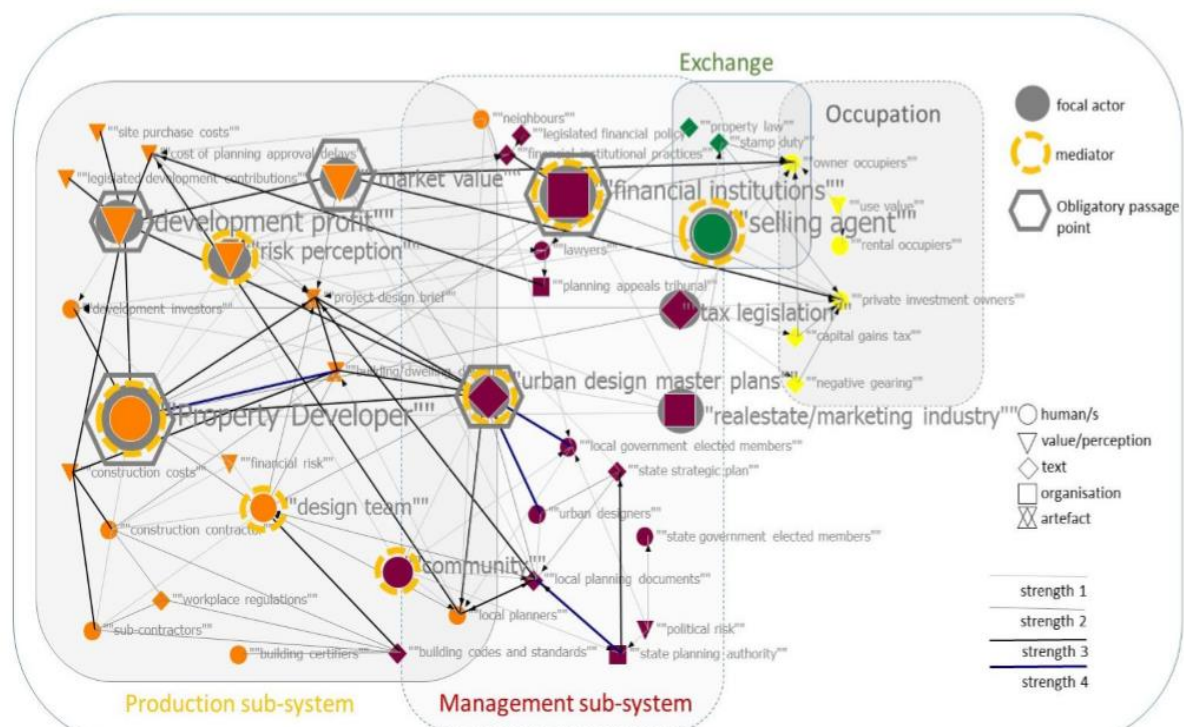 Exchange
Occupation
focal actor
mediator
Obligatory passage
point
""neighbours""
""site purchase costs""
""legislated financial policy"
""property law""
""stamp duty""
""cost of planning approval delays""
""financial institutional practices""
""owner occupiers""
""legislated development contributions""
""market value""
""financial institutions""
""use value""
""development profit""
""selling agent""
""risk perception""
""lawyers""
""rental occupiers""
""planning appeals tribunal""
""project design brief""
""private investment owners""
""development investors""
""tax legislation""
""capital gains tax""
""building/dwelling
""urban design master plans""
""negative gearing""
""Property Developer""
""realestate/marketing industry""
human/s
value/perception
text
organisation
artefact
""local government elected members""
""construction costs""
""financial risk""
""state strategic plan""
""design team""
""urban designers""
""construction contractor""
""state government elected members""
""community""
""local planning documents""
""workplace regulations""
""local planners""
""sub-contractors""
""political risk""
""building certifiers""
""building codes and standards""
""state planning authority""
strength 1
strength 2
strength 3
strength 4
Production sub-system
Management sub-system